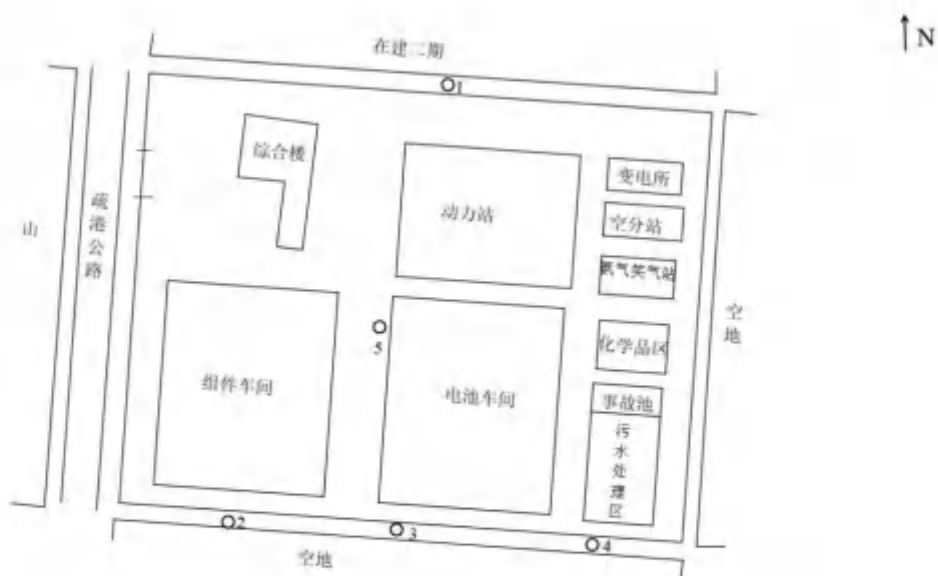 N
在建二期
1
综合楼
变电所
动力站
空分站
山
疏港公路
氨气笑气站
空地
5
化学品区
组件车间
电池车间
事故池
污水处理区
2
3
4
空地